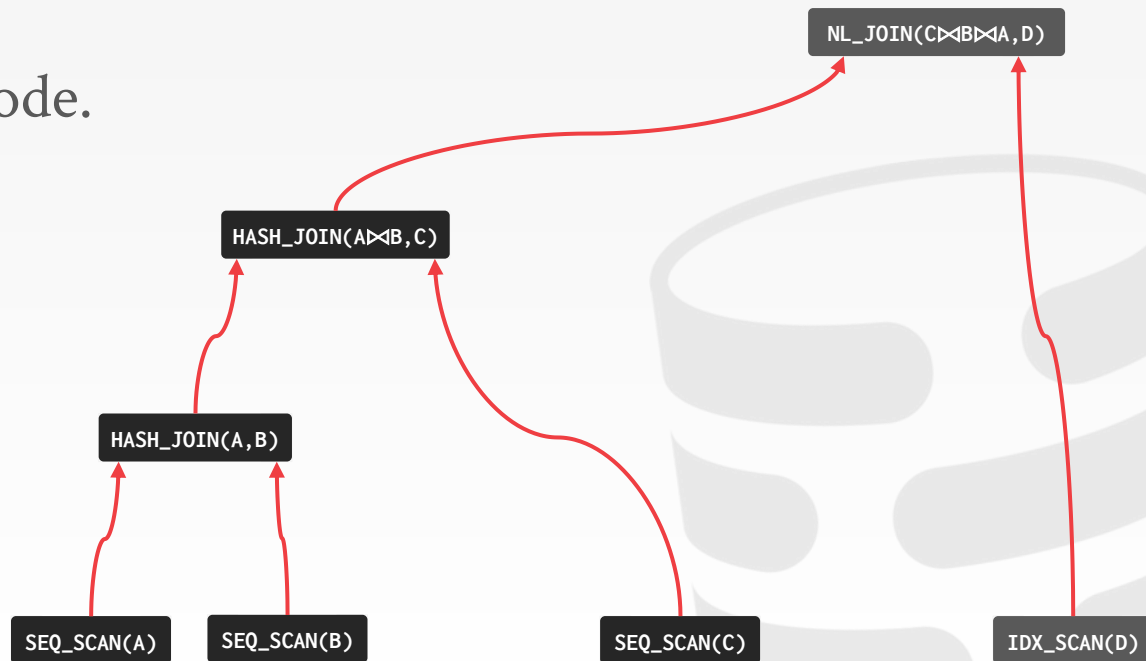 NL_JOIN(C⋈B⋈A,D)
ode.
HASH_JOIN(A⋈B,C)
HASH_JOIN(A,B)
SEQ_SCAN(A)
SEQ_SCAN(B)
SEQ_SCAN(C)
IDX_SCAN(D)